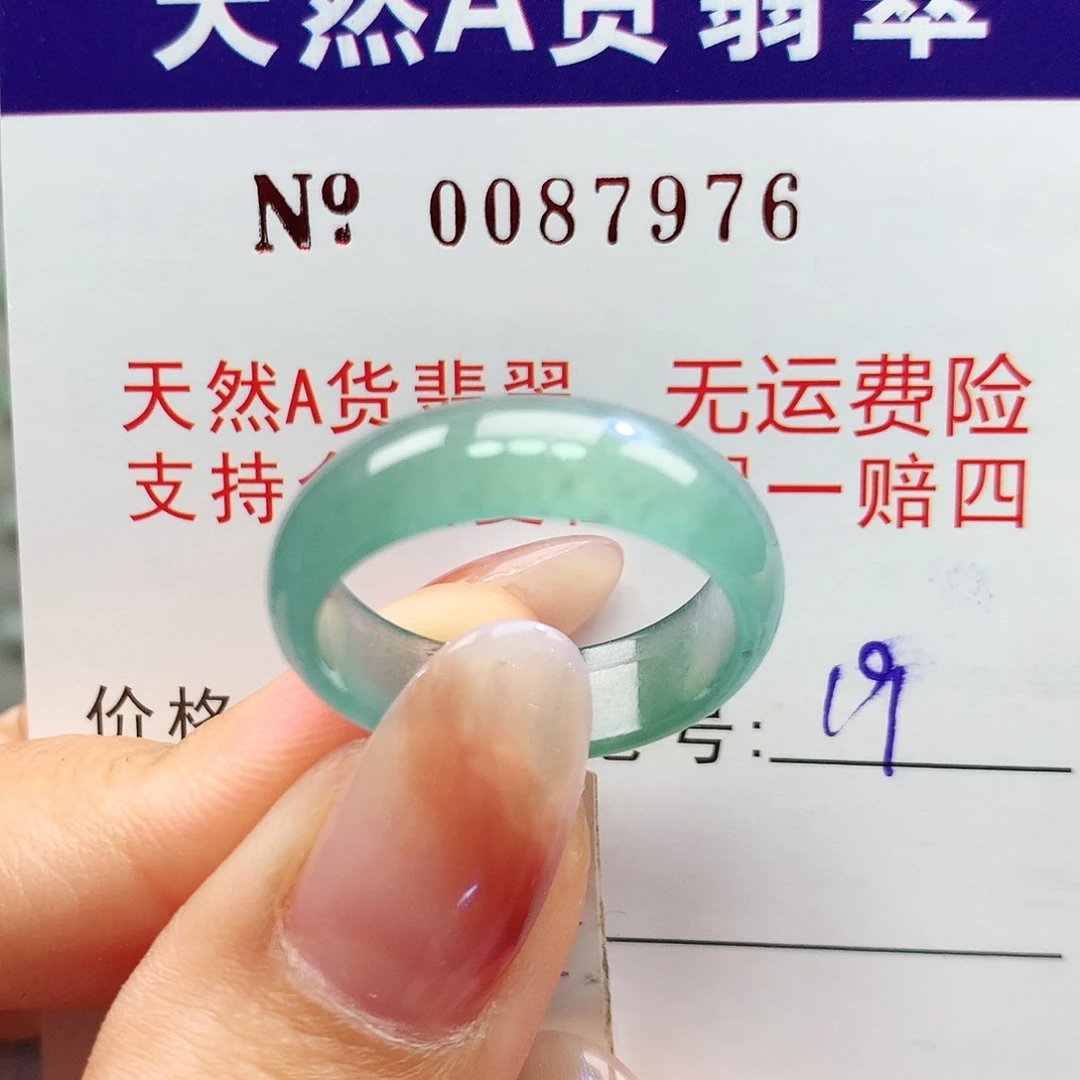 天然A货翡翠
Nº 0087976
天然A货翡翠 无运费险
支持 一赔四
价格 号: 19